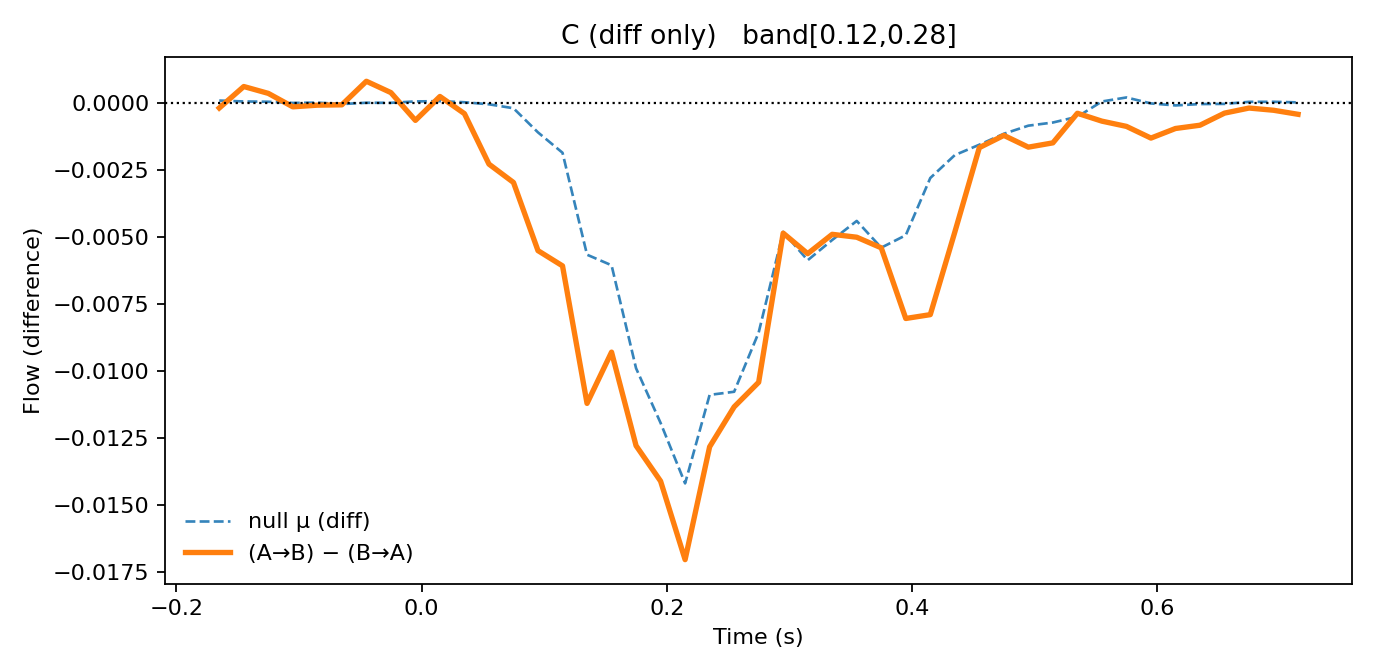 C (diff only)   band[0.12,0.28]
0.0000
−0.0025
−0.0050
−0.0075
−0.0100
−0.0125
−0.0150
−0.0175
Flow (difference)
null μ (diff)
(A→B) − (B→A)
−0.2
0.0
0.2
0.4
0.6
Time (s)